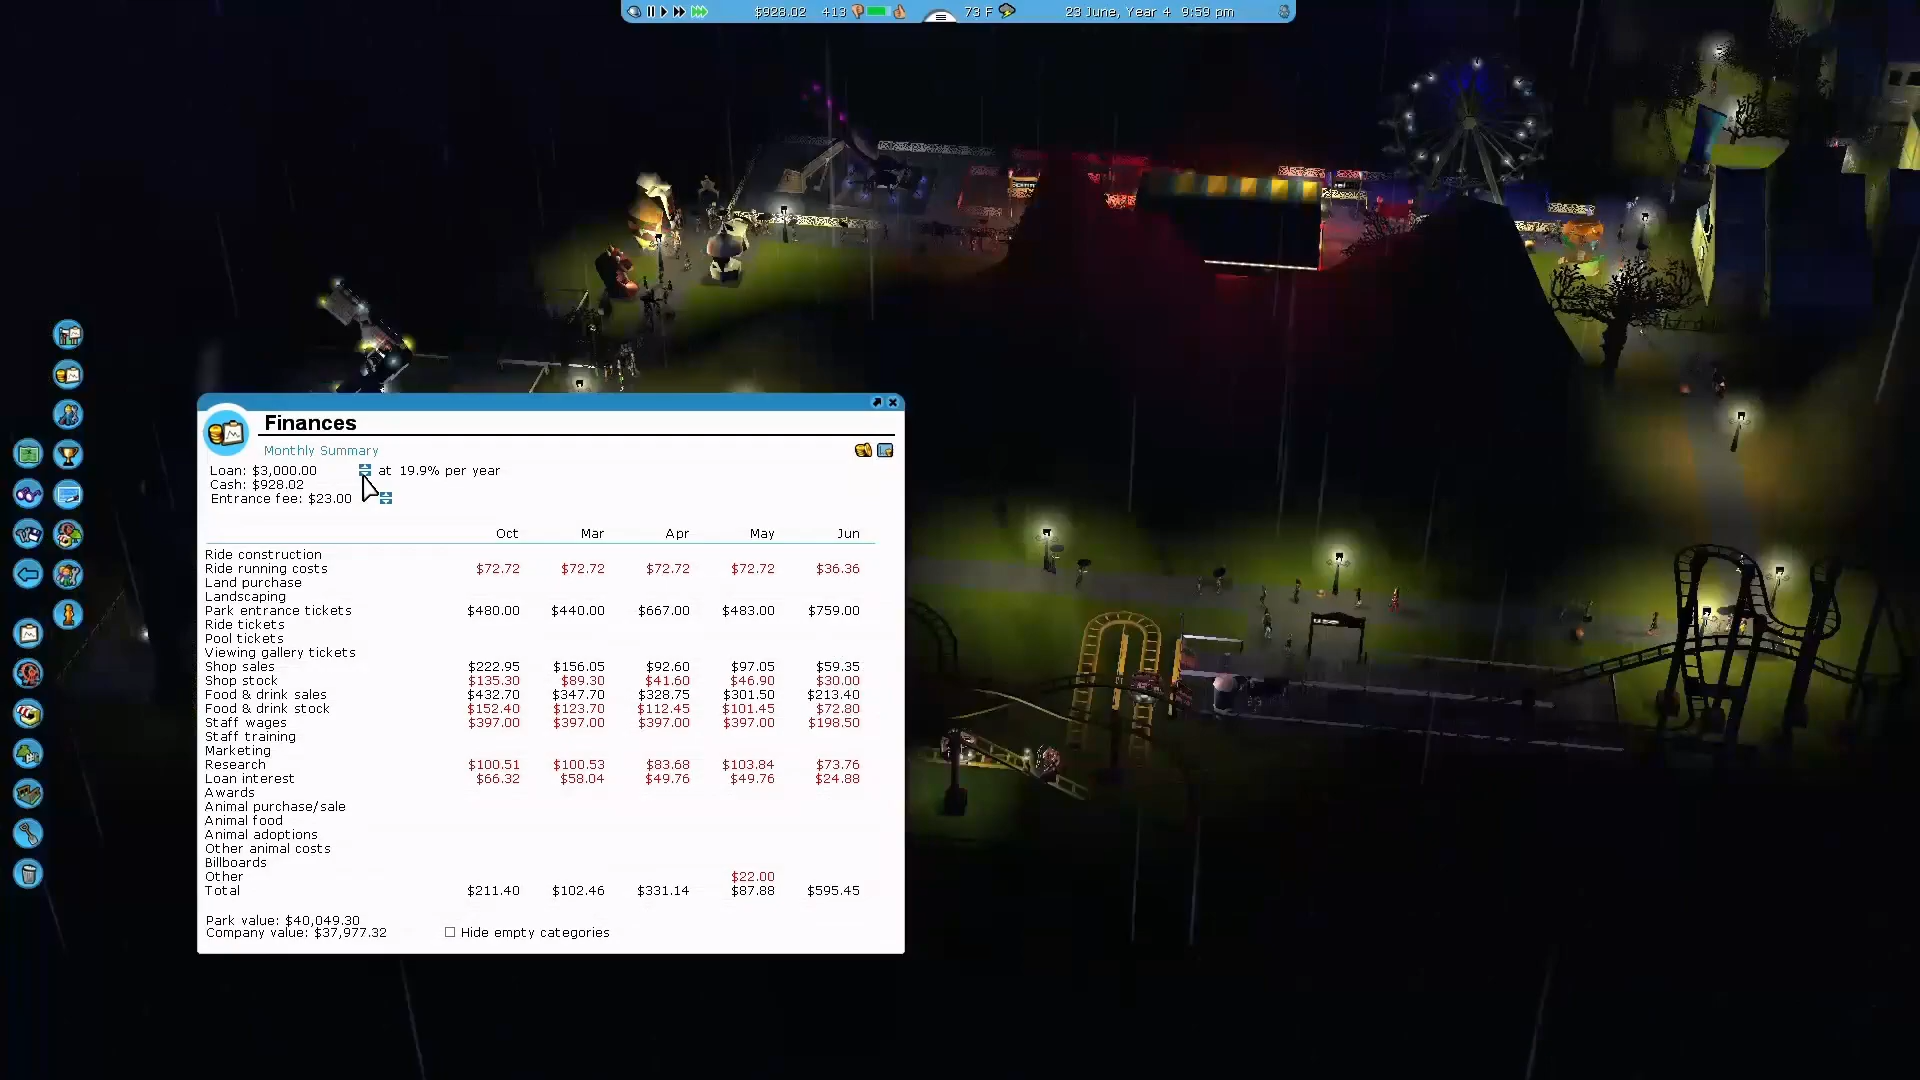 $928.02 413 73 F 23 June, Year 4 9:59 pm
Finances
Monthly Summary
Loan: $3,000.00 at 19.9% per year
Cash: $928.02
Entrance fee: $23.00
Oct Mar Apr May Jun
Ride construction
Ride running costs $72.72 $72.72 $72.72 $72.72 $36.36
Land purchase
Landscaping
Park entrance tickets $480.00 $440.00 $667.00 $483.00 $759.00
Ride tickets
Pool tickets
Viewing gallery tickets
Shop sales $222.95 $156.05 $92.60 $97.05 $59.35
Shop stock $135.30 $89.30 $41.60 $46.90 $30.00
Food & drink sales $432.70 $347.70 $328.75 $301.50 $213.40
Food & drink stock $152.40 $123.70 $112.45 $101.45 $72.80
Staff wages $397.00 $397.00 $397.00 $397.00 $198.50
Staff training
Marketing
Research $100.51 $100.53 $83.68 $103.84 $73.76
Loan interest $66.32 $58.04 $49.76 $49.76 $24.88
Awards
Animal purchase/sale
Animal food
Animal adoptions
Other animal costs
Billboards
Other $22.00
Total $211.40 $102.46 $331.14 $87.88 $595.45
Park value: $40,049.30
Company value: $37,977.32 Hide empty categories